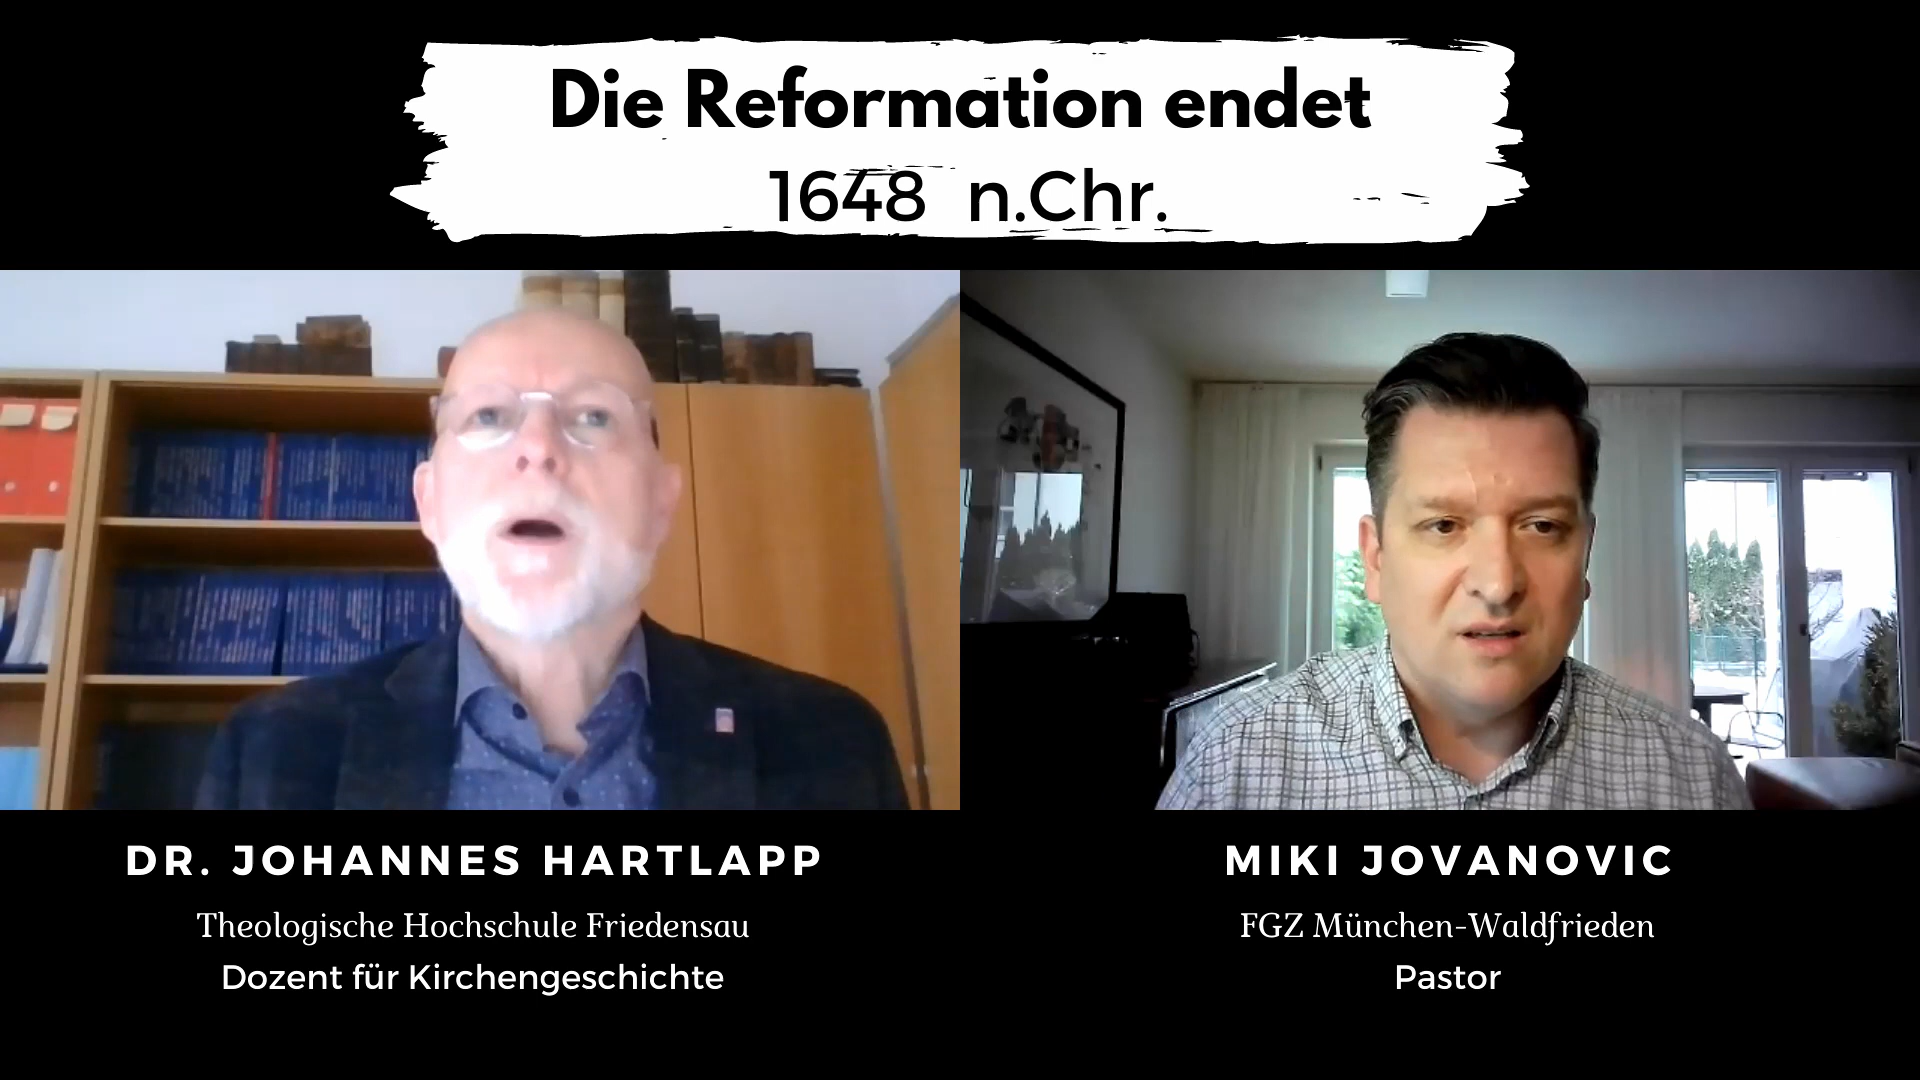 Die Reformation endet
1648 n.Chr.
DR. JOHANNES HARTLAPP
Theologische Hochschule Friedensau
Dozent für Kirchengeschichte
MIKI JOVANOVIC
FGZ München-Waldfrieden
Pastor